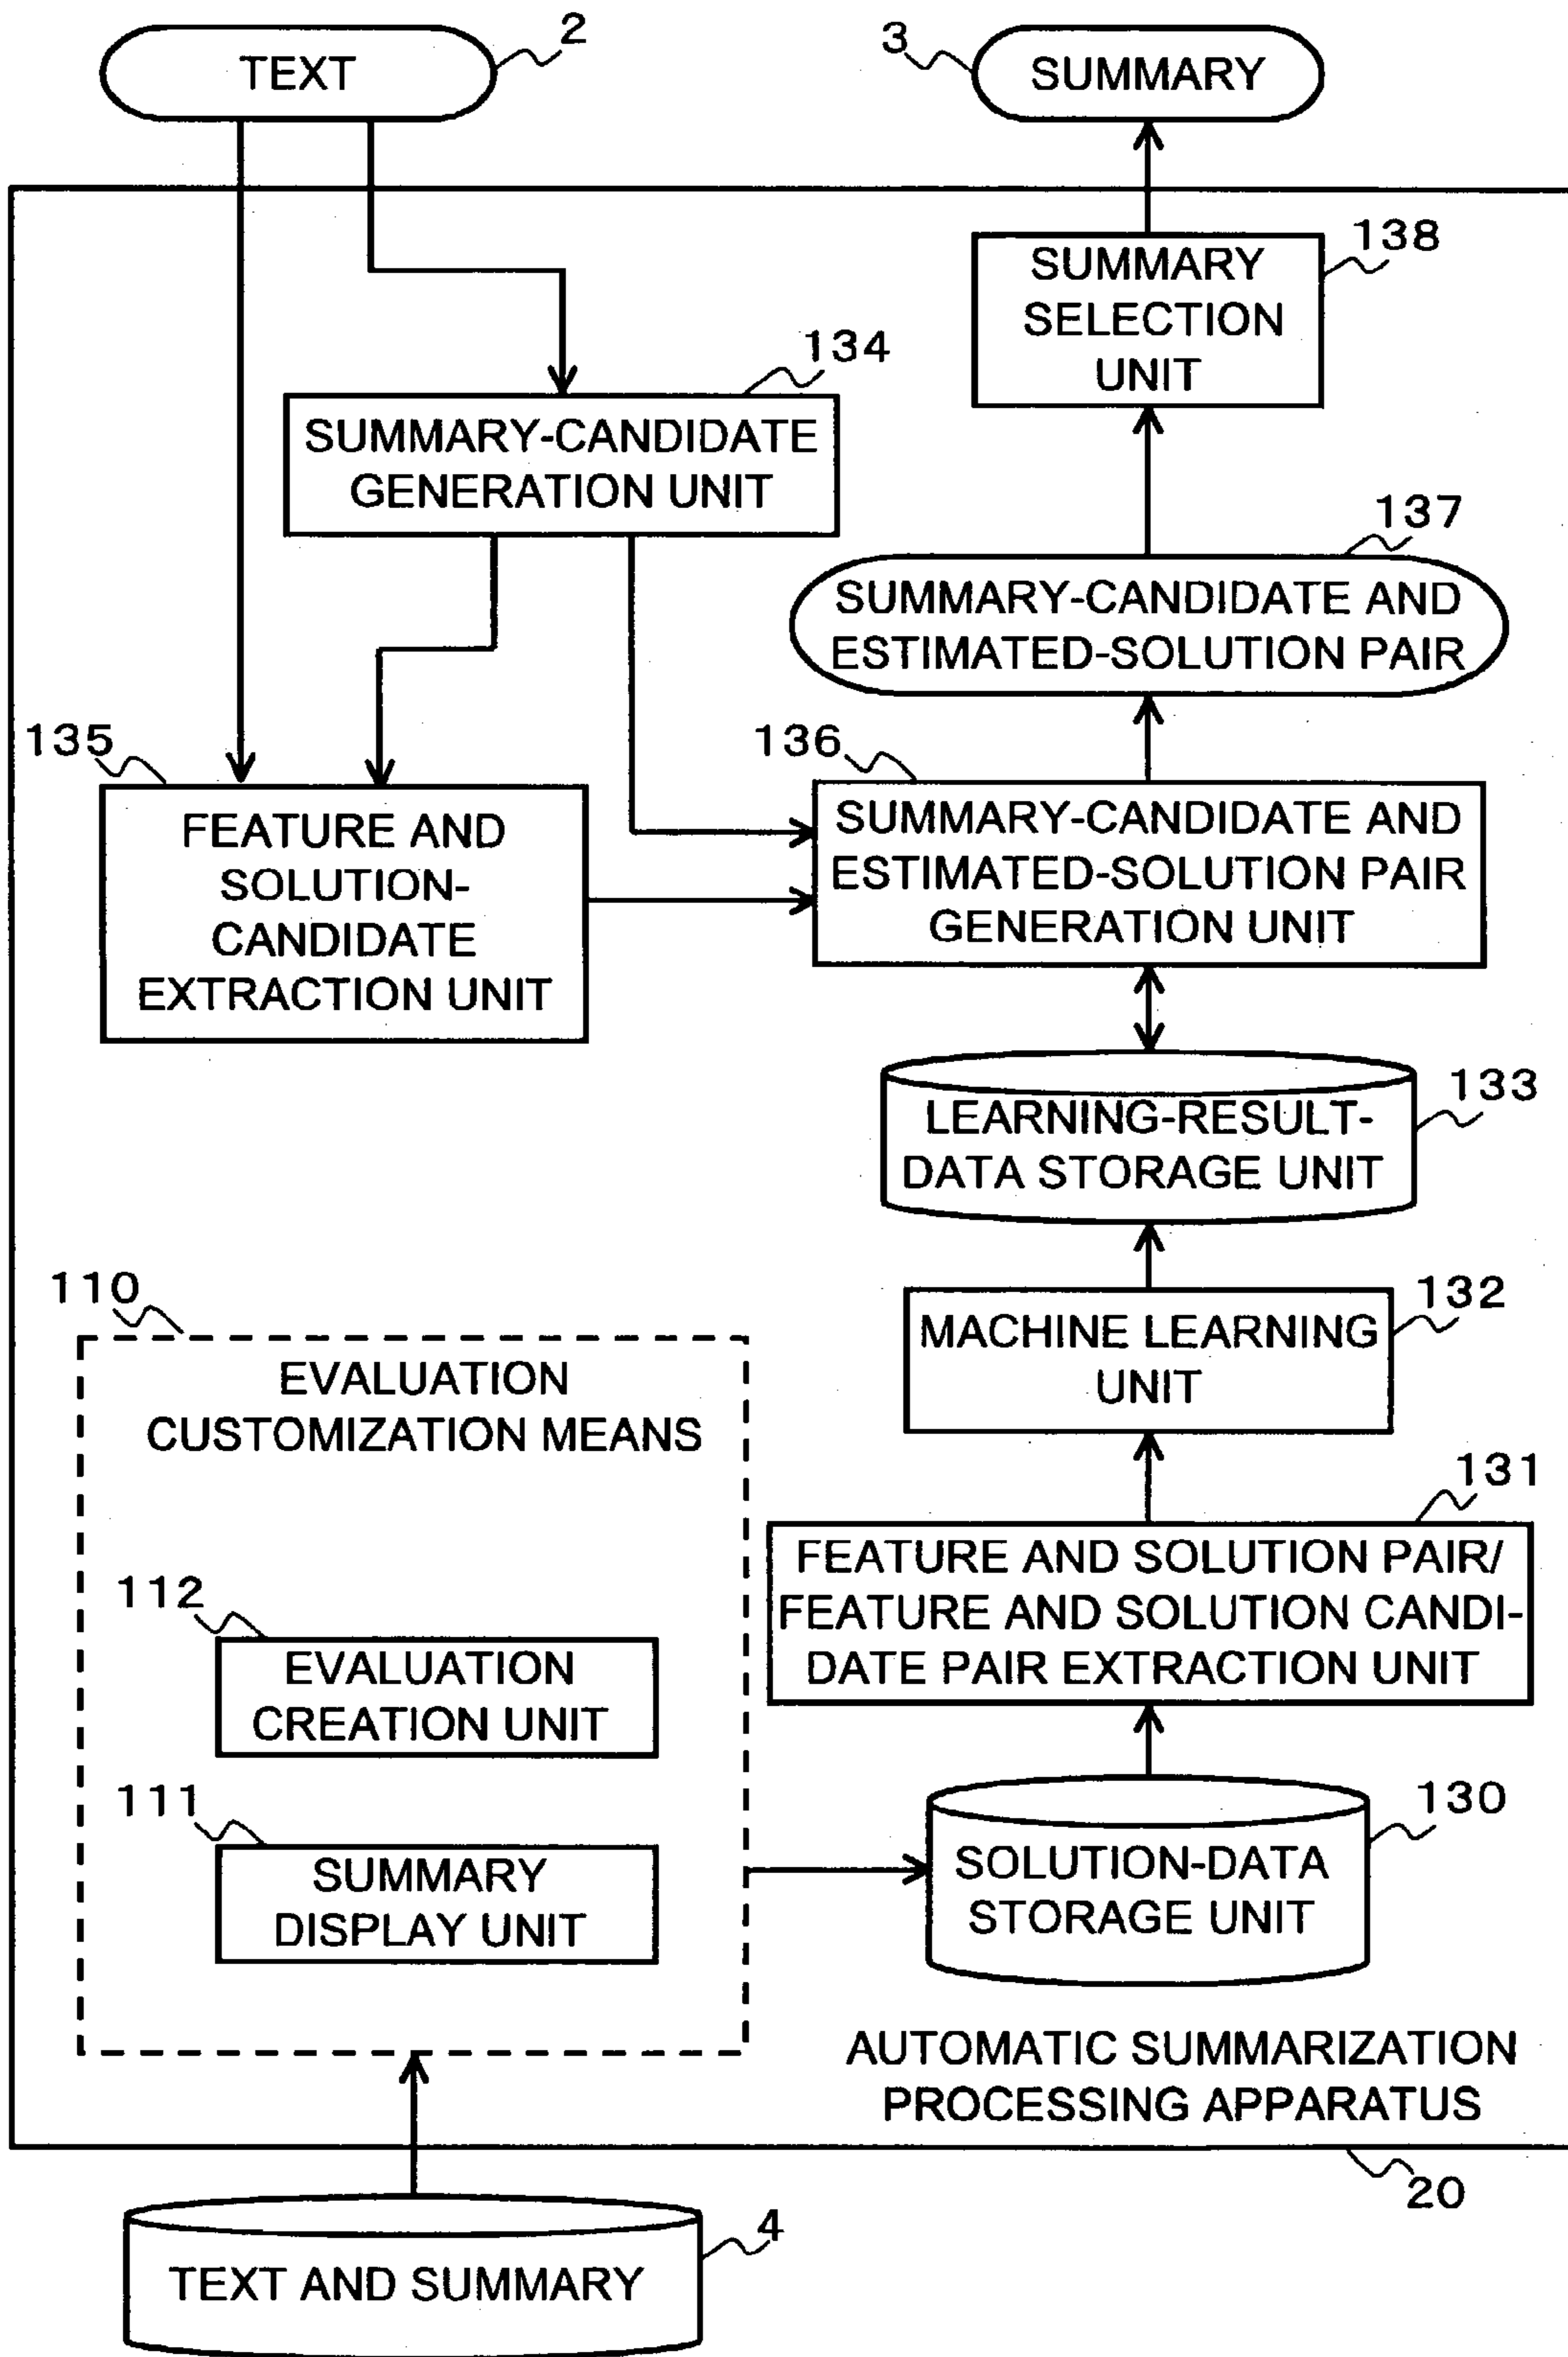 2
TEXT
3
SUMMARY
138
SUMMARY
SELECTION
UNIT
134
SUMMARY-CANDIDATE
GENERATION UNIT
137
SUMMARY-CANDIDATE AND
ESTIMATED-SOLUTION PAIR
135
FEATURE AND
SOLUTION-
CANDIDATE
EXTRACTION UNIT
136
SUMMARY-CANDIDATE AND
ESTIMATED-SOLUTION PAIR
GENERATION UNIT
133
LEARNING-RESULT-
DATA STORAGE UNIT
132
MACHINE LEARNING
UNIT
110
EVALUATION
CUSTOMIZATION MEANS
131
FEATURE AND SOLUTION PAIR/
FEATURE AND SOLUTION CANDI-
DATE PAIR EXTRACTION UNIT
112
EVALUATION
CREATION UNIT
111
SUMMARY
DISPLAY UNIT
130
SOLUTION-DATA
STORAGE UNIT
AUTOMATIC SUMMARIZATION
PROCESSING APPARATUS
20
4
TEXT AND SUMMARY